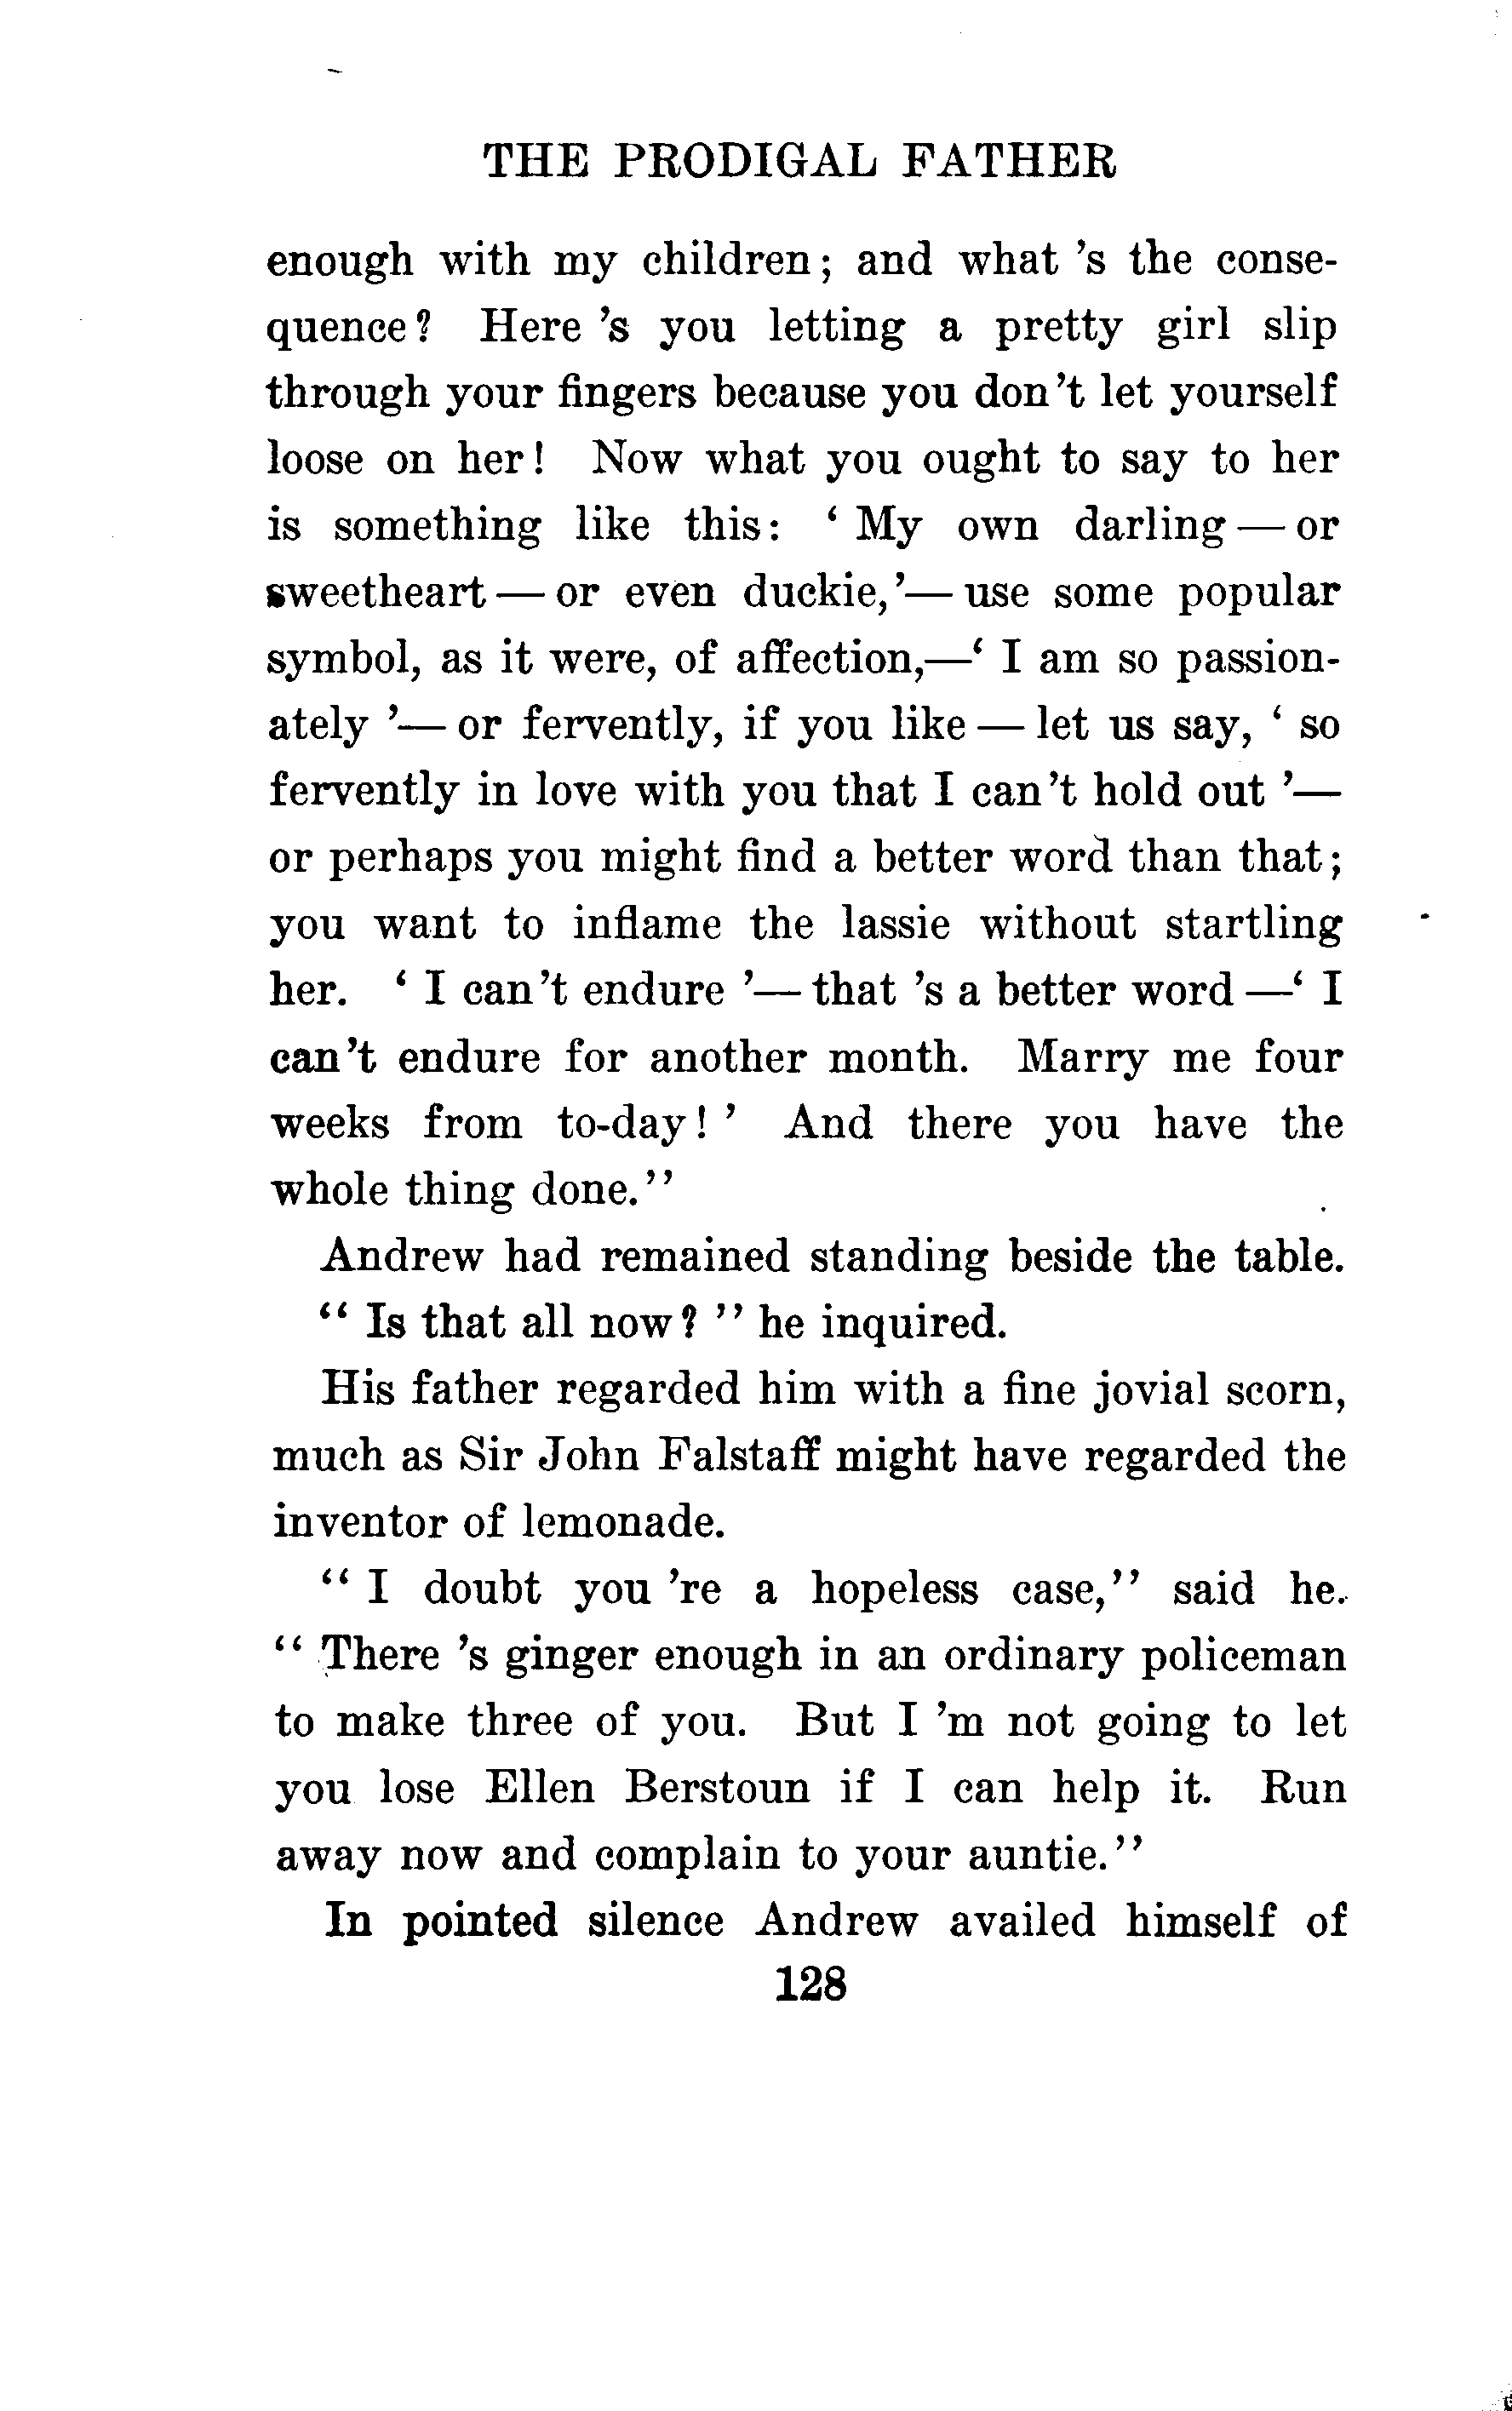 THE PRODIGAL FATHER
enough with my children; and what 's the conse-
quence? Here 's you letting a pretty girl slip
through your fingers because you don't let yourself
loose on her! Now what you ought to say to her
is something like this: ‘ My own darling — or
sweetheart — or even duckie,’— use some popular
symbol, as it were, of affection,—‘ I am so passion-
ately ’— or fervently, if you like — let us say, ‘ so
fervently in love with you that I can't hold out ’—
or perhaps you might find a better word than that;
you want to inflame the lassie without startling
her. ‘ I can't endure ’— that 's a better word —‘ I
can't endure for another month. Marry me four
weeks from to-day! ’ And there you have the
whole thing done.”
Andrew had remained standing beside the table.
“ Is that all now? ” he inquired.
His father regarded him with a fine jovial scorn,
much as Sir John Falstaff might have regarded the
inventor of lemonade.
“ I doubt you 're a hopeless case,” said he.
“ There 's ginger enough in an ordinary policeman
to make three of you. But I 'm not going to let
you lose Ellen Berstoun if I can help it. Run
away now and complain to your auntie.”
In pointed silence Andrew availed himself of
128